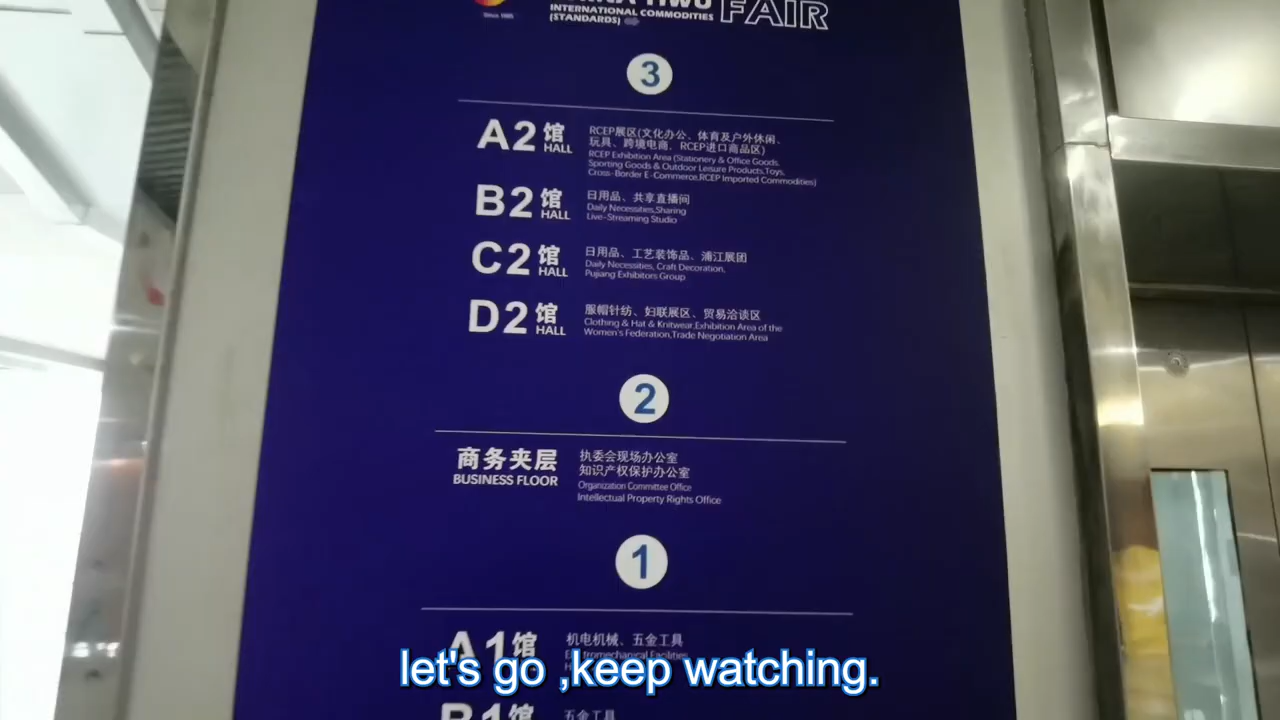 Since 1995
YIWU
INTERNATIONAL COMMODITIES
(STANDARDS)
FAIR
3
A2馆
HALL
RCEP展区(文化办公、体育及户外休闲、
玩具、跨境电商、RCEP进口商品区)
RCEP Exhibition Area (Stationery & Office Goods,
Sporting Goods & Outdoor Leisure Products,Toys,
Cross-Border E-Commerce,RCEP Imported Commodities)
B2馆
HALL
日用品、共享直播间
Daily Necessities,Sharing
Live-Streaming Studio
C2馆
HALL
日用品、工艺装饰品、浦江展团
Daily Necessities, Craft Decoration,
Pujiang Exhibitors Group
D2馆
HALL
服帽针纺、妇联展区、贸易洽谈区
Clothing & Hat & Knitwear,Exhibition Area of the
Women's Federation,Trade Negotiation Area
2
商务夹层
BUSINESS FLOOR
执委会现场办公室
知识产权保护办公室
Organization Committee Office
Intellectual Property Rights Office
1
A1馆
机电机械、五金工具
Electromechanical Facilities,
let's go ,keep watching.
B1馆
五金工具